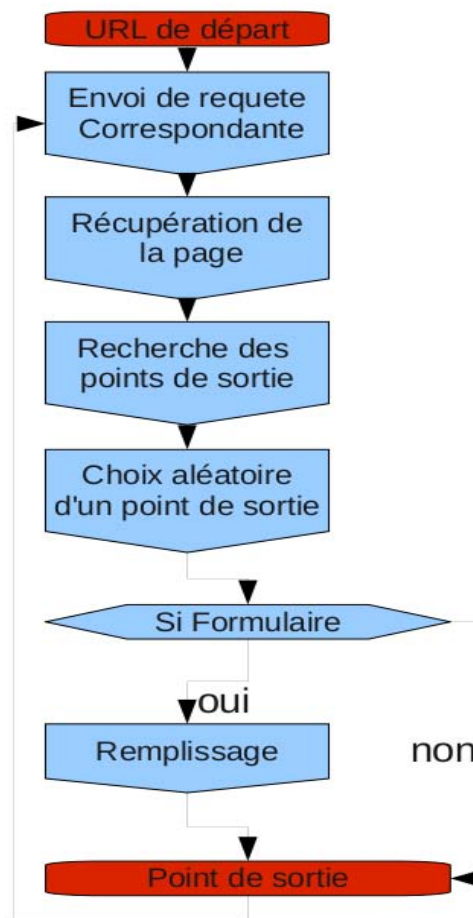 URL de départ
Envoi de requete
Correspondante
Récupération de
la page
Recherche des
points de sortie
Choix aléatoire
d'un point de sortie
Si Formulaire
oui
Remplissage
non
Point de sortie